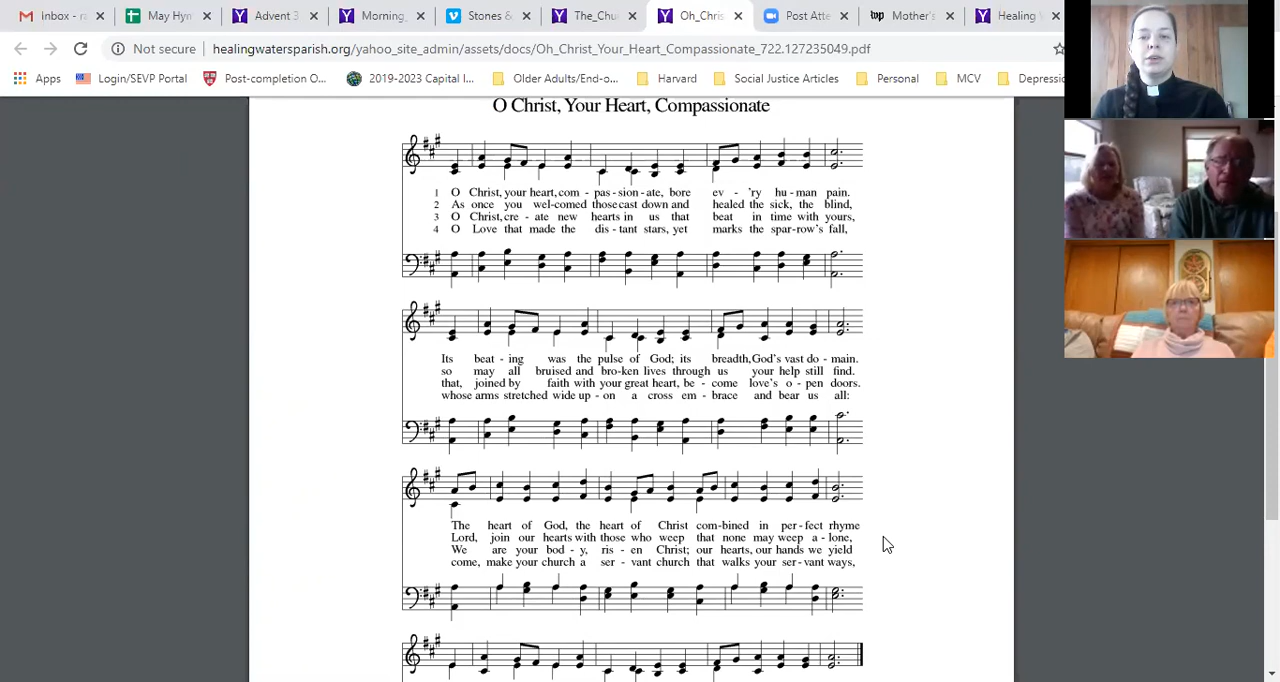 inbox - ra
May Hym
Advent 3
Morning
Stones &
The_Chu
Oh_Chris
Post Atte
wp Mother's
Healing W
Not secure healingwatersparish.org/yahoo_site_admin/assets/docs/Oh_Christ_Your_Heart_Compassionate_722.127235049.pdf
Apps Login/SEVP Portal Post-completion O... 2019-2023 Capital I... Older Adults/End-o... Harvard Social Justice Articles Personal MCV Depressio
O Christ, Your Heart, Compassionate
1 O Christ, your heart, com - pas - sion - ate, bore ev - 'ry hu - man pain.
2 As once you wel-comed those cast down and healed the sick, the blind,
3 O Christ, cre - ate new hearts in us that beat in time with yours,
4 O Love that made the dis - tant stars, yet marks the spar-row's fall,
Its beat - ing was the pulse of God; its breadth, God's vast do - main.
so may all bruised and bro-ken lives through us your help still find.
that, joined by faith with your great heart, be - come love's o - pen doors.
whose arms stretched wide up - on a cross em - brace and bear us all:
The heart of God, the heart of Christ com-bined in per - fect rhyme
Lord, join our hearts with those who weep that none may weep a - lone,
We are your bod - y, ris - en Christ; our hearts, our hands we yield
come, make your church a ser - vant church that walks your ser - vant ways,